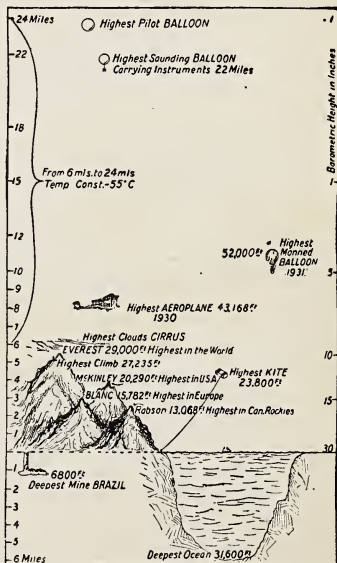 24 Miles
Highest Pilot BALLOON
.1
22
Highest Sounding BALLOON
Carrying Instruments 22 Miles
Barometric Height in Inches
18
From 6 mls. to 24 mls
Temp Const. -55°C
15
1
12
52,000 ft
Highest
Manned
BALLOON
1931.
11
10
5
9
Highest AEROPLANE 43,168 ft
1930
8
7
Highest Clouds CIRRUS
6
EVEREST 29,000 ft Highest in the World
10
5
Highest Climb 27,235 ft
McKINLEY 20,290 ft Highest in USA
Highest KITE
23,800 ft
4
BLANC 15,782 ft Highest in Europe
15
3
Robson 13,068 ft Highest in Can. Rockies
2
1
30
1
6800 ft
Deepest Mine BRAZIL
2
3
4
5
Deepest Ocean 31,600 ft
6 Miles